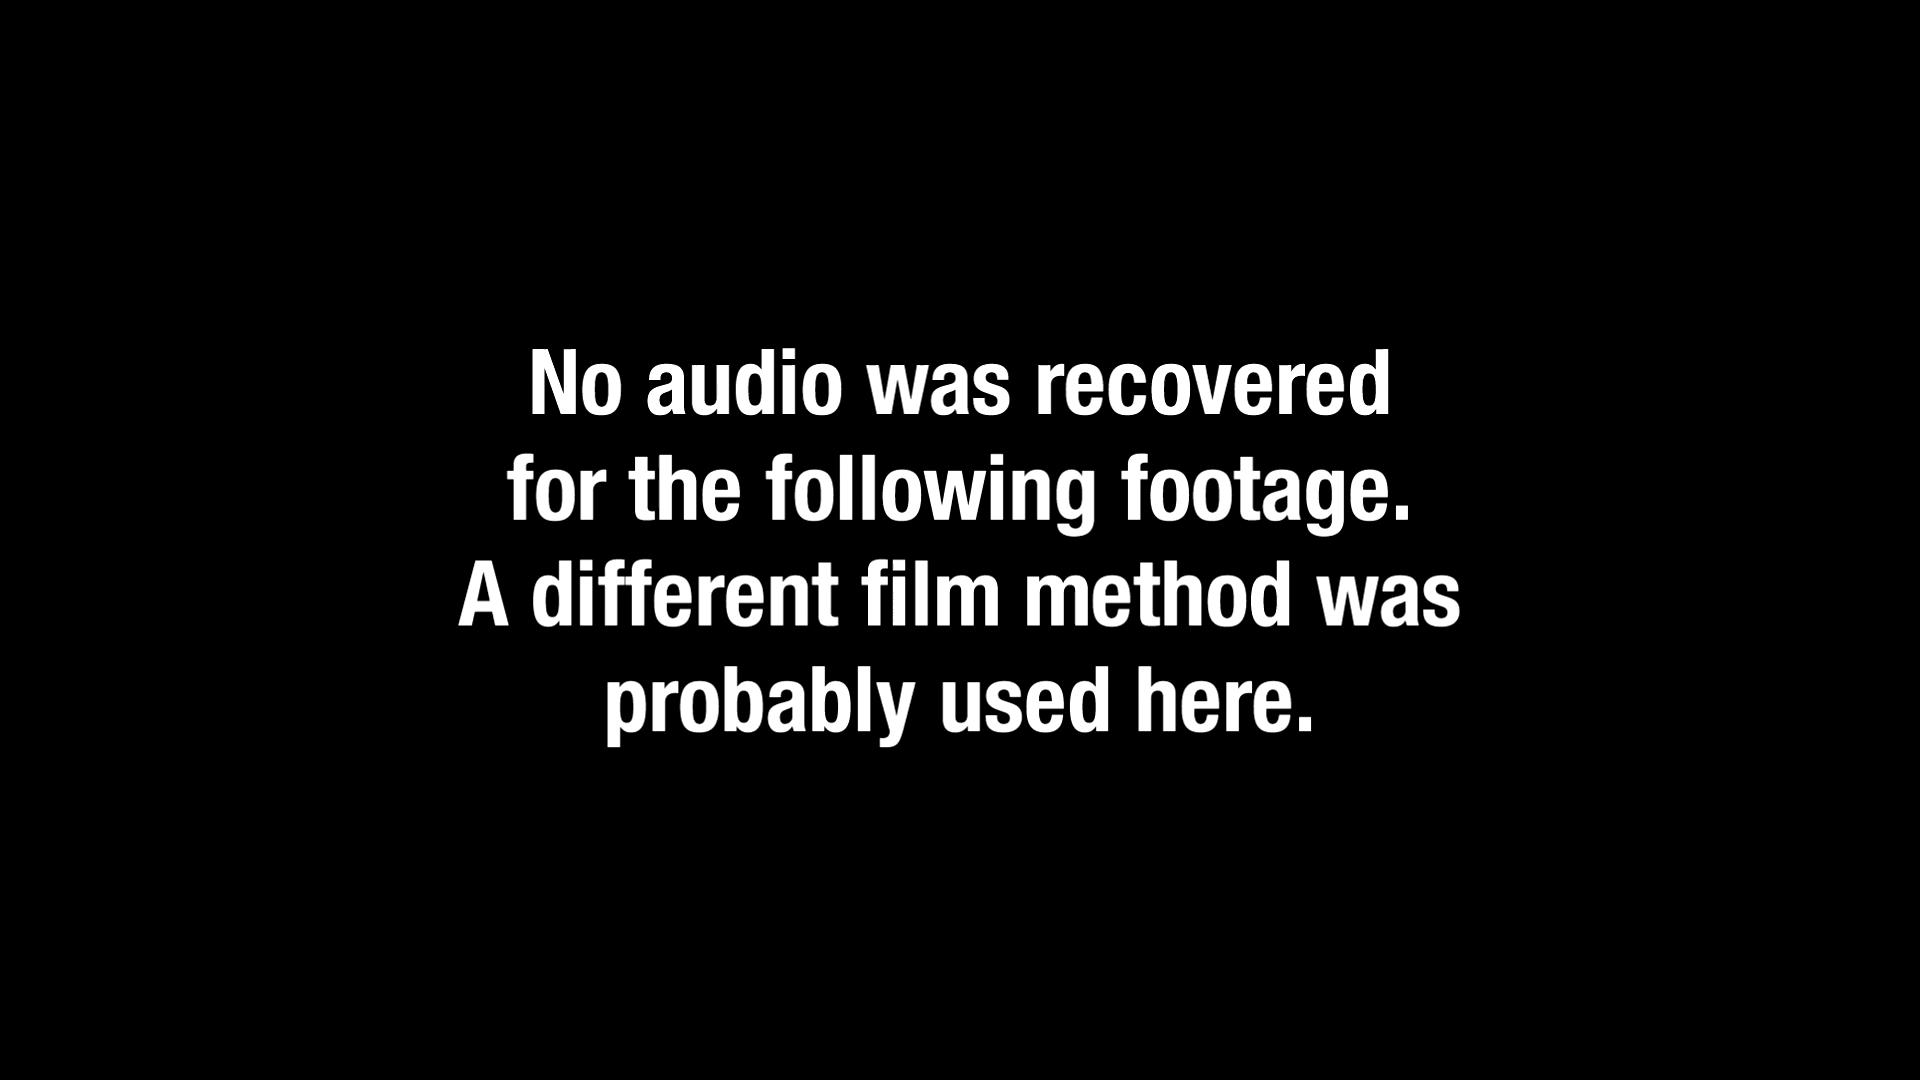 No audio was recovered
for the following footage.
A different film method was
probably used here.